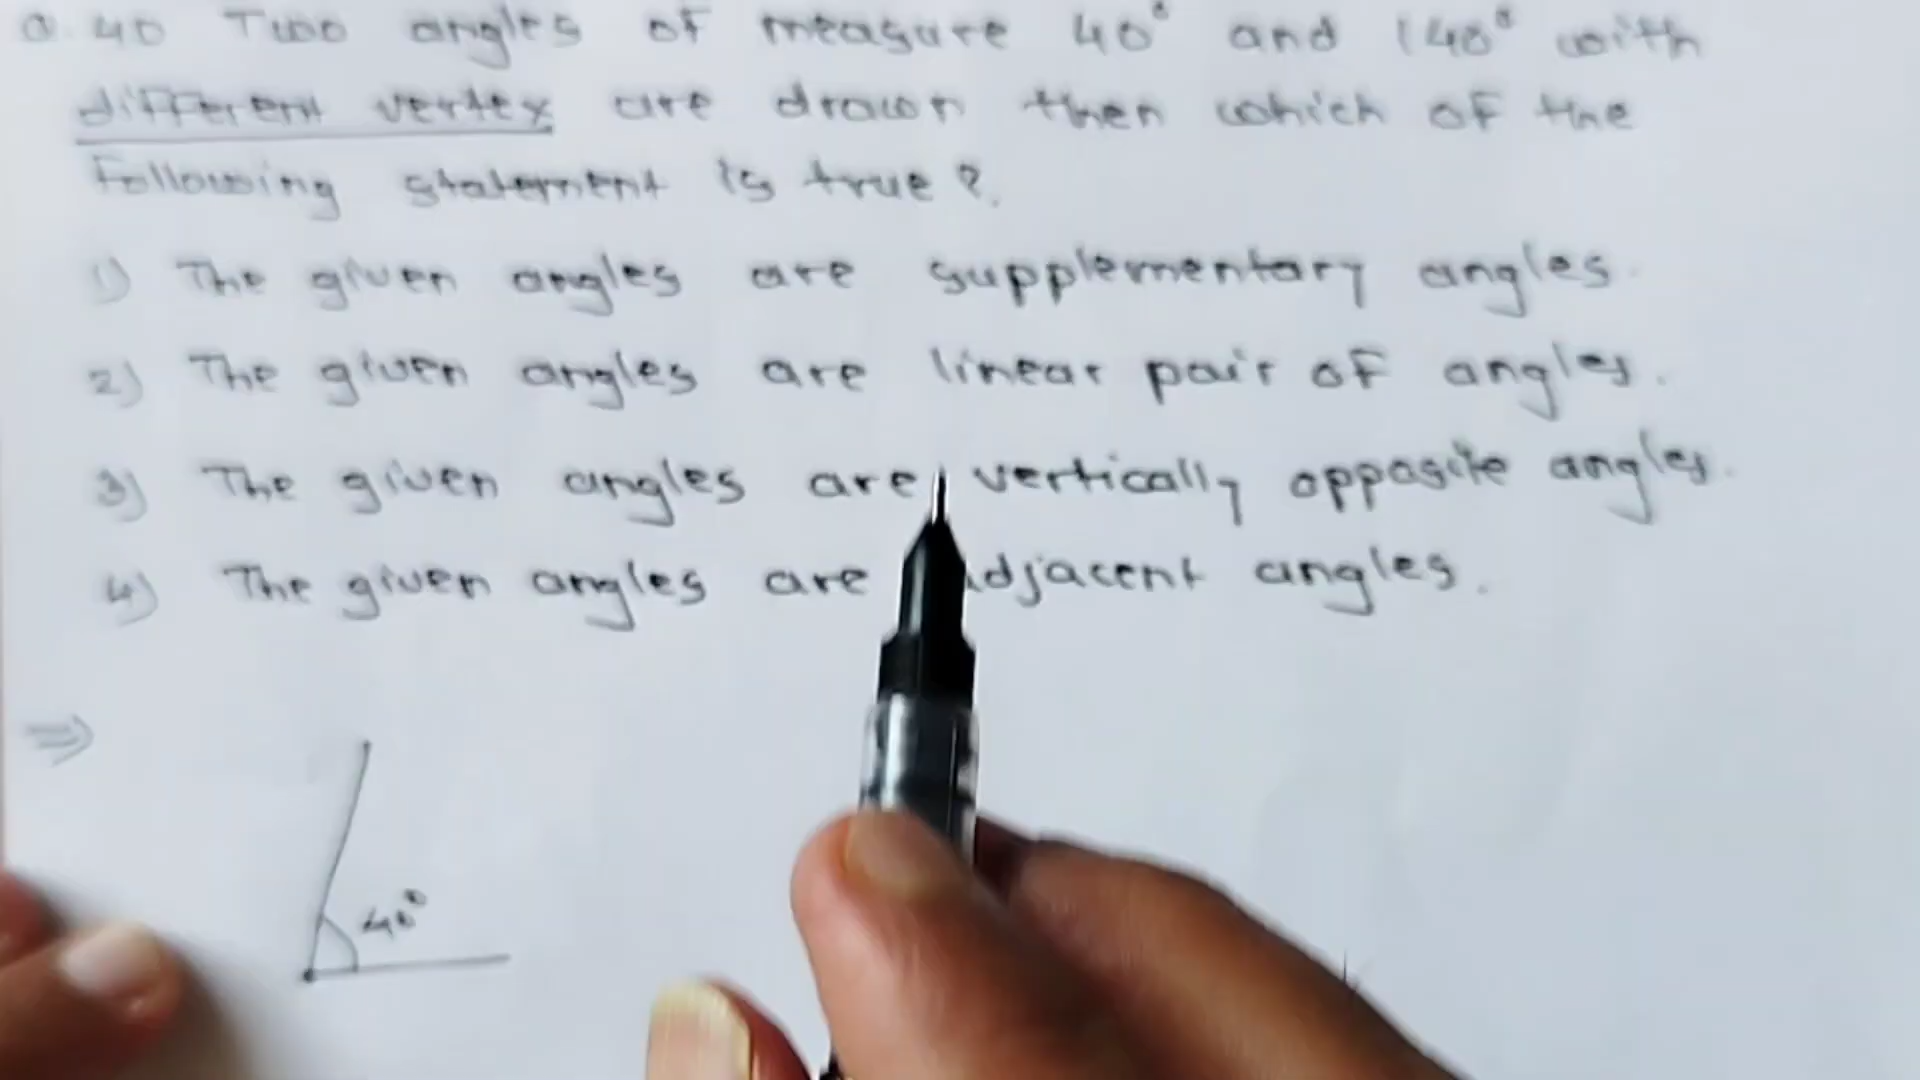 Q. 40 Two angles of measure 40° and 140° with
different vertex are drawn then which of the
following statement is true?
1) The given angles are supplementary angles.
2) The given angles are linear pair of angles.
3) The given angles are vertically opposite angles.
4) The given angles are adjacent angles.
⇒
40°